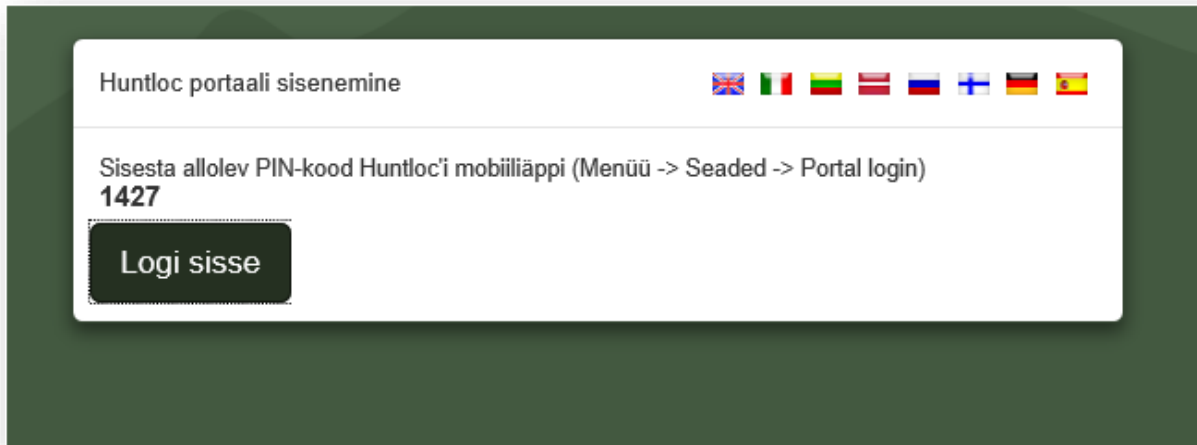 Huntloc portaali sisenemine
Sisesta allolev PIN-kood Huntloc'i mobiiliäppi (Menüü -> Seaded -> Portal login)
1427
Logi sisse